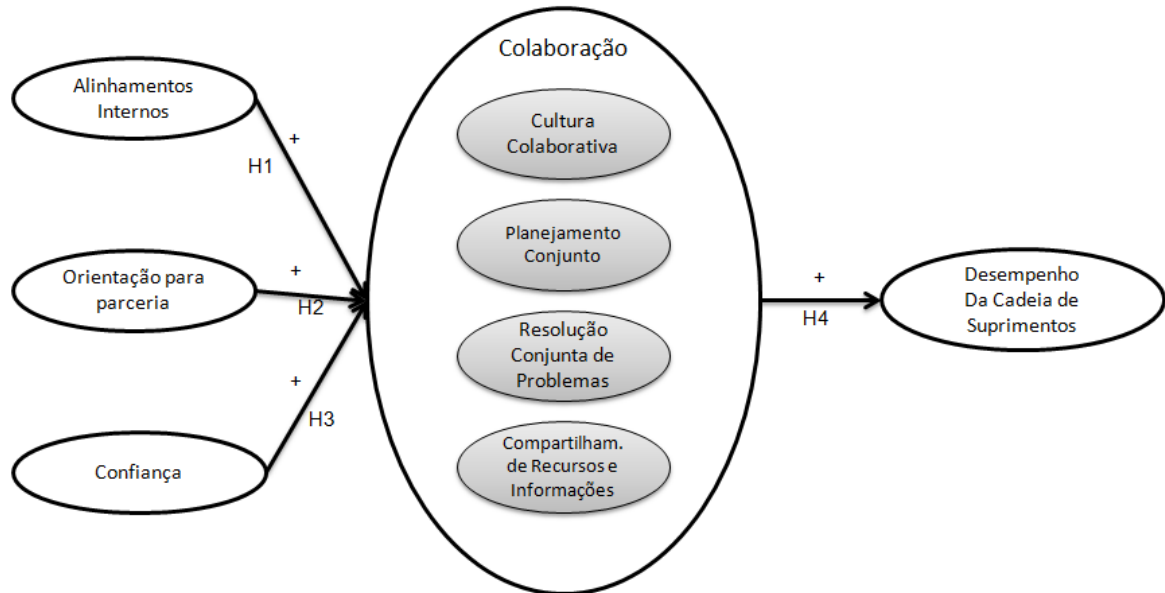 Colaboração
Alinhamentos
Internos
+
H1
Orientação para
parceria
+
H2
Confiança
+
H3
Cultura
Colaborativa
Planejamento
Conjunto
Resolução
Conjunta de
Problemas
Compartilham.
de Recursos e
Informações
+
H4
Desempenho
Da Cadeia de
Suprimentos